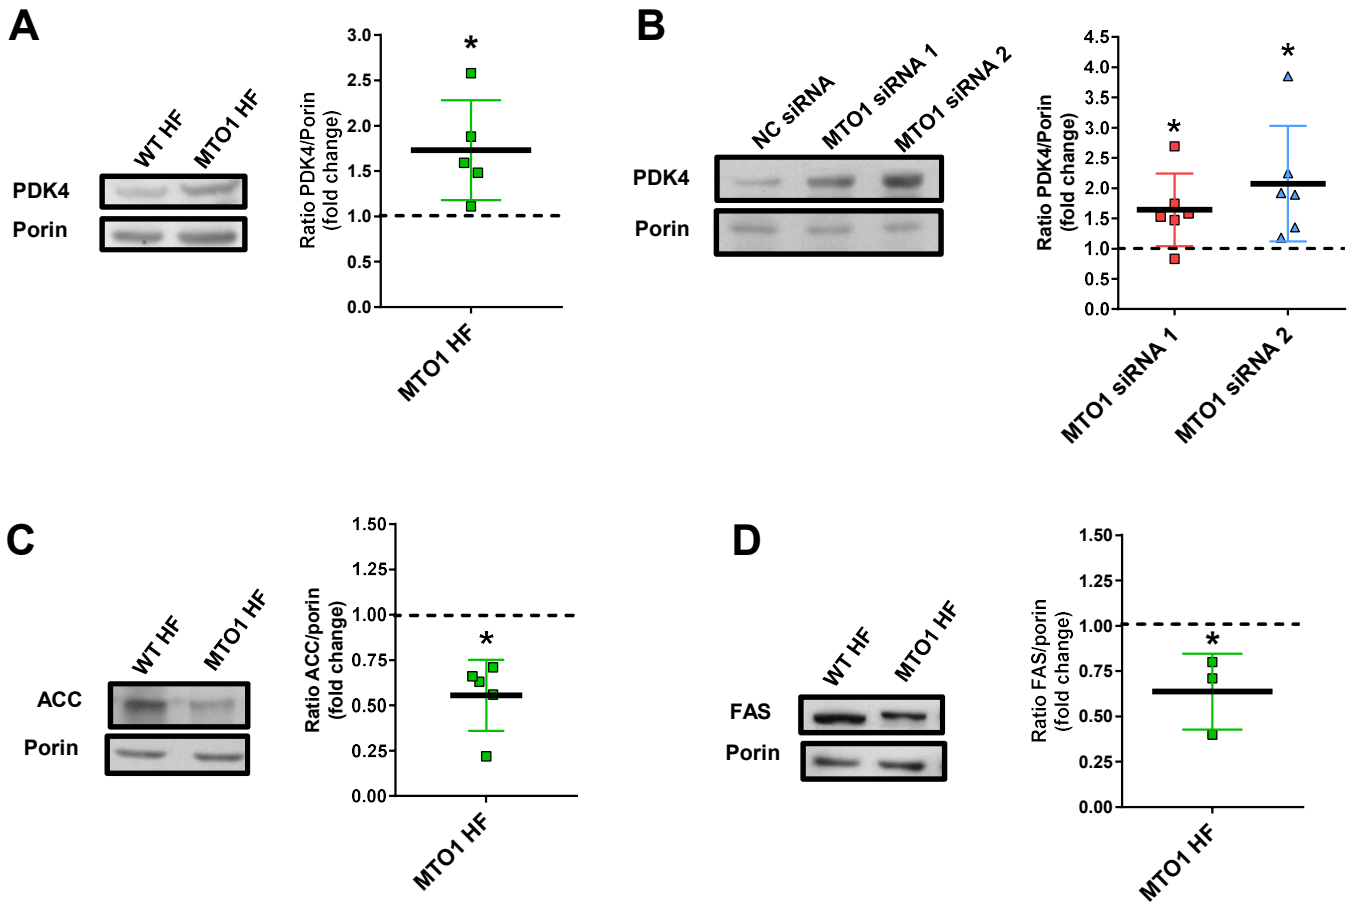 A
WT HF
MTO1 HF
PDK4
Porin
Ratio PDK4/Porin
(fold change)
3.0
2.5
2.0
1.5
1.0
0.5
0.0
*
MTO1 HF
B
NC siRNA
MTO1 siRNA 1
MTO1 siRNA 2
PDK4
Porin
Ratio PDK4/Porin
(fold change)
4.5
4.0
3.5
3.0
2.5
2.0
1.5
1.0
0.5
0.0
*
*
MTO1 siRNA 1
MTO1 siRNA 2
C
WT HF
MTO1 HF
ACC
Porin
Ratio ACC/porin
(fold change)
1.50
1.25
1.00
0.75
0.50
0.25
0.00
*
MTO1 HF
D
WT HF
MTO1 HF
FAS
Porin
Ratio FAS/porin
(fold change)
1.50
1.25
1.00
0.75
0.50
0.25
0.00
*
MTO1 HF